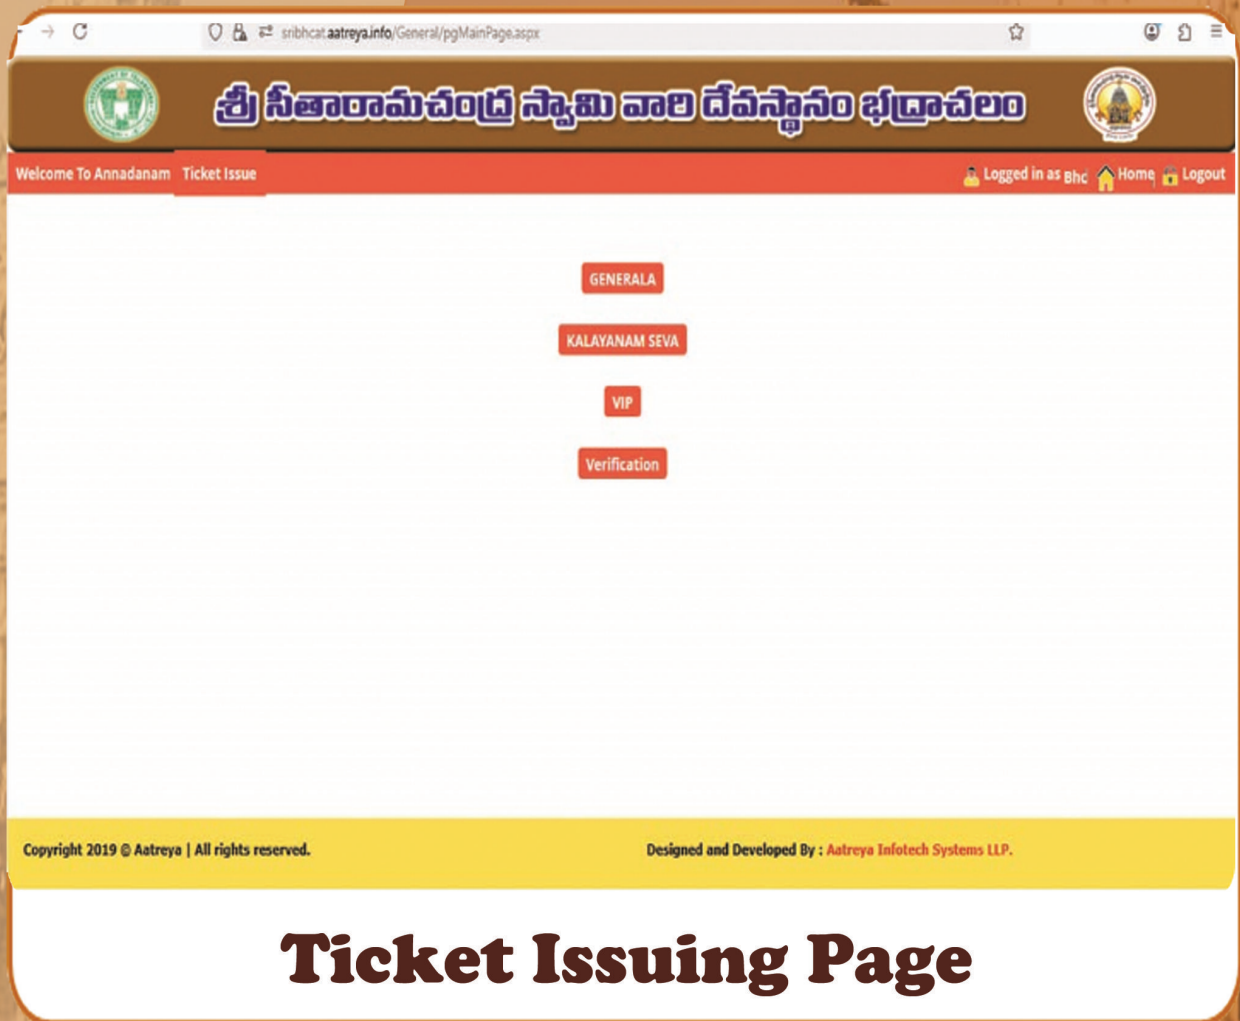 sribhcat.aatreya.info/General/pgMainPage.aspx
శ్రీ సీతారామచంద్ర స్వామి వారి దేవస్థానం భద్రాచలం
Welcome To Annadanam Ticket Issue Logged in as Bhd Home Logout
GENERALA
KALAYANAM SEVA
VIP
Verification
Copyright 2019 © Aatreya | All rights reserved. Designed and Developed By : Aatreya Infotech Systems LLP.
Ticket Issuing Page